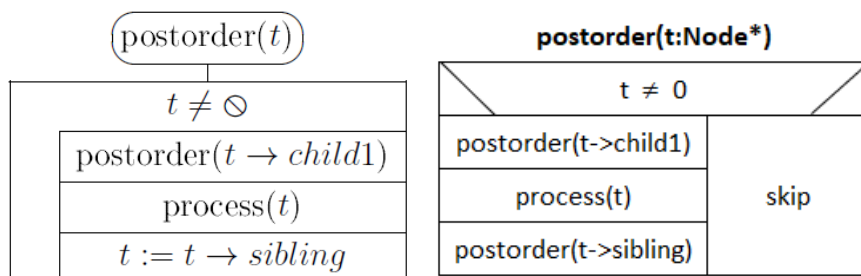 postorder(t)
t ≠ ⦸
postorder(t → child1)
process(t)
t := t → sibling
postorder(t:Node*)
t ≠ 0
postorder(t->child1)
process(t)
postorder(t->sibling)
skip